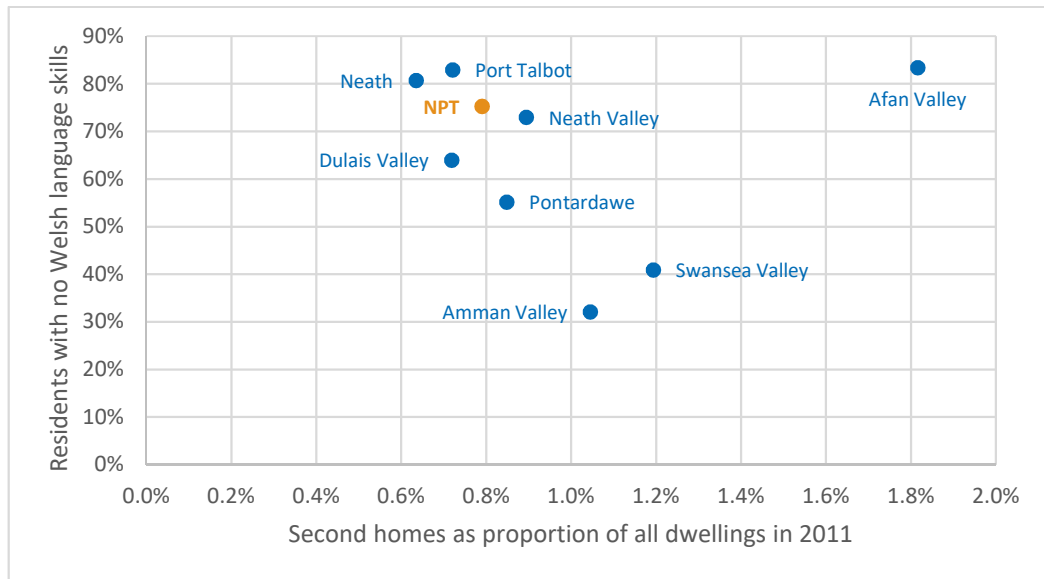 90%
80%
70%
60%
50%
40%
30%
20%
10%
0%
Residents with no Welsh language skills
Port Talbot
Neath
Afan Valley
NPT
Neath Valley
Dulais Valley
Pontardawe
Swansea Valley
Amman Valley
0.0% 0.2% 0.4% 0.6% 0.8% 1.0% 1.2% 1.4% 1.6% 1.8% 2.0%
Second homes as proportion of all dwellings in 2011